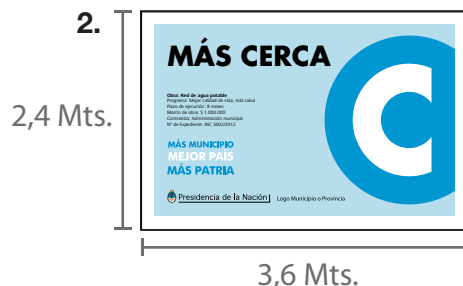 2.
MÁS CERCA
C
Obra: Red de agua potable
Programa: Mejor calidad de vida, más salud
Plazo de ejecución: 8 meses
Monto de obra: $ 1.000.000
Contratista: Administración municipal
Nº de Expediente: INC 5002/2012
MÁS MUNICIPIO
MEJOR PAÍS
MÁS PATRIA
Presidencia de la Nación
Logo Municipio o Provincia
2,4 Mts.
3,6 Mts.